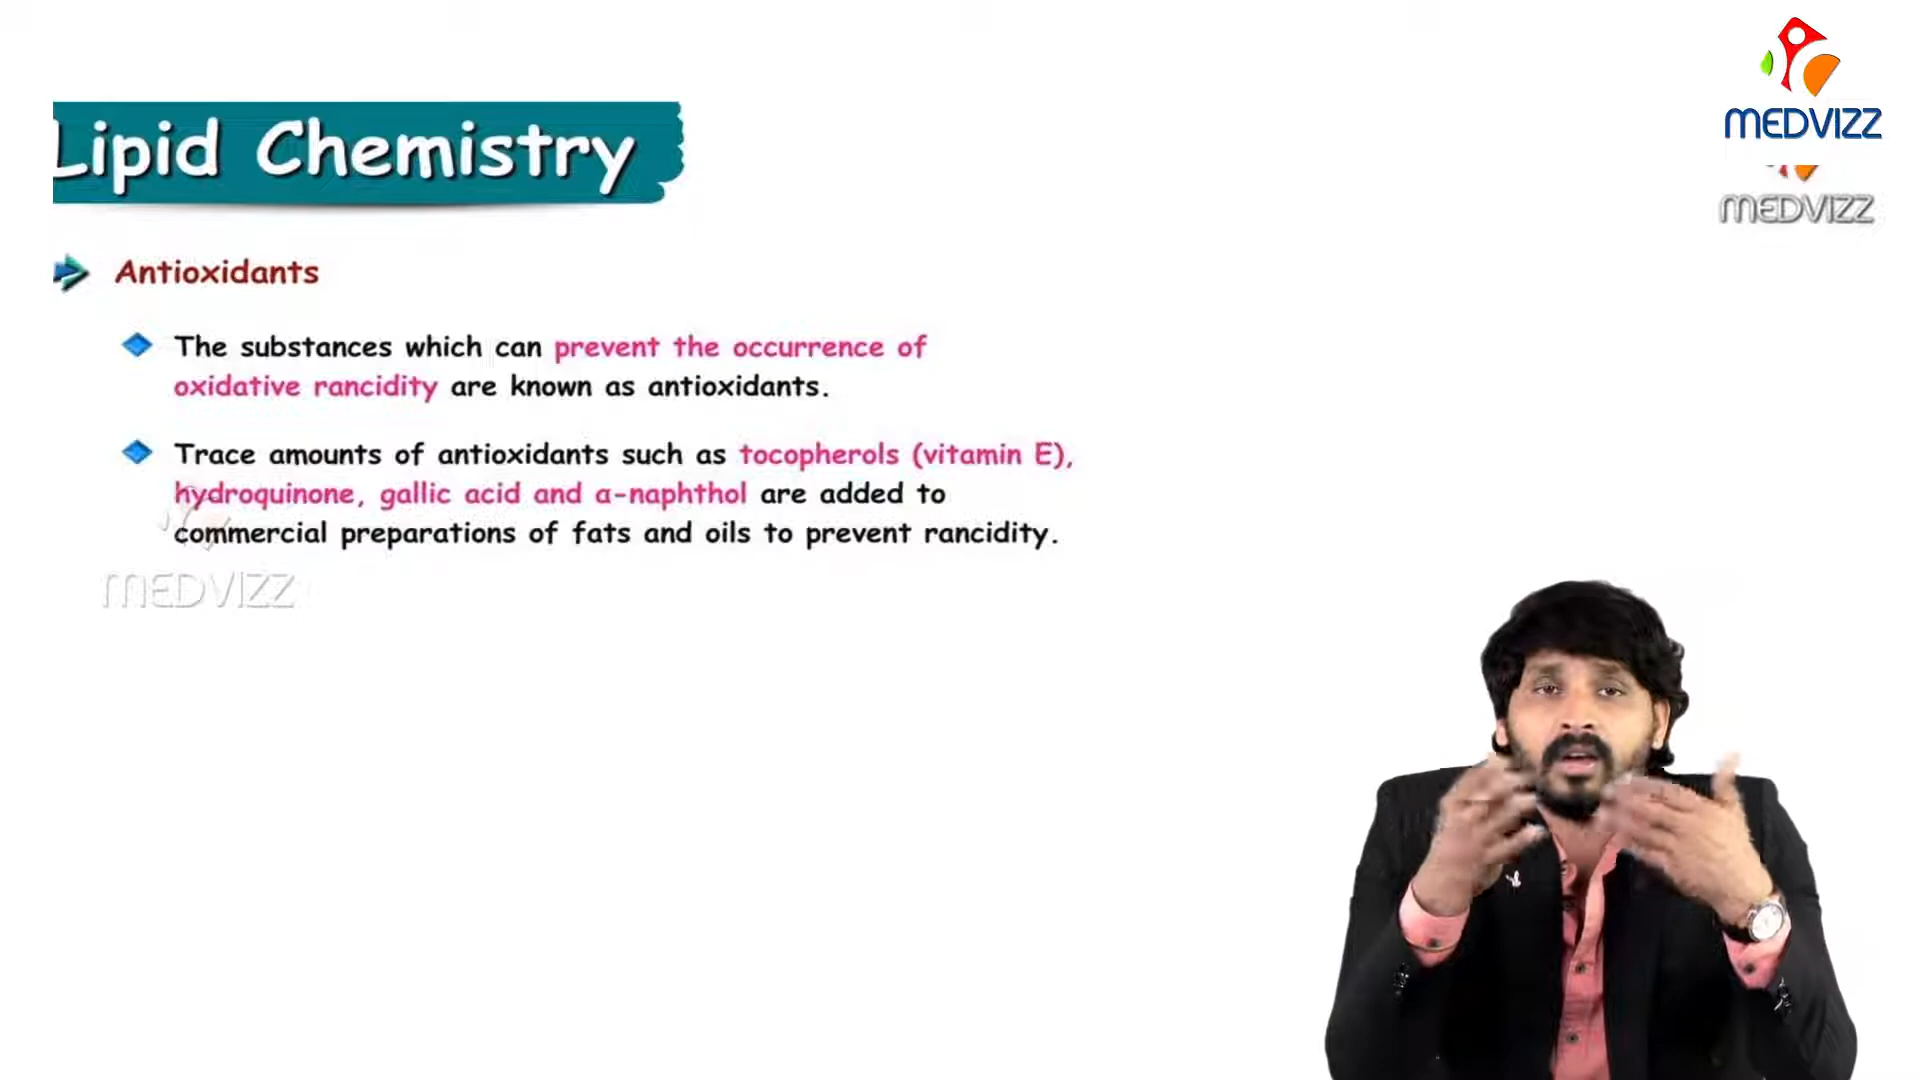 MEDVIZZ
Lipid Chemistry
MEDVIZZ
Antioxidants
The substances which can prevent the occurrence of
oxidative rancidity are known as antioxidants.
Trace amounts of antioxidants such as tocopherols (vitamin E),
hydroquinone, gallic acid and α-naphthol are added to
commercial preparations of fats and oils to prevent rancidity.
MEDVIZZ